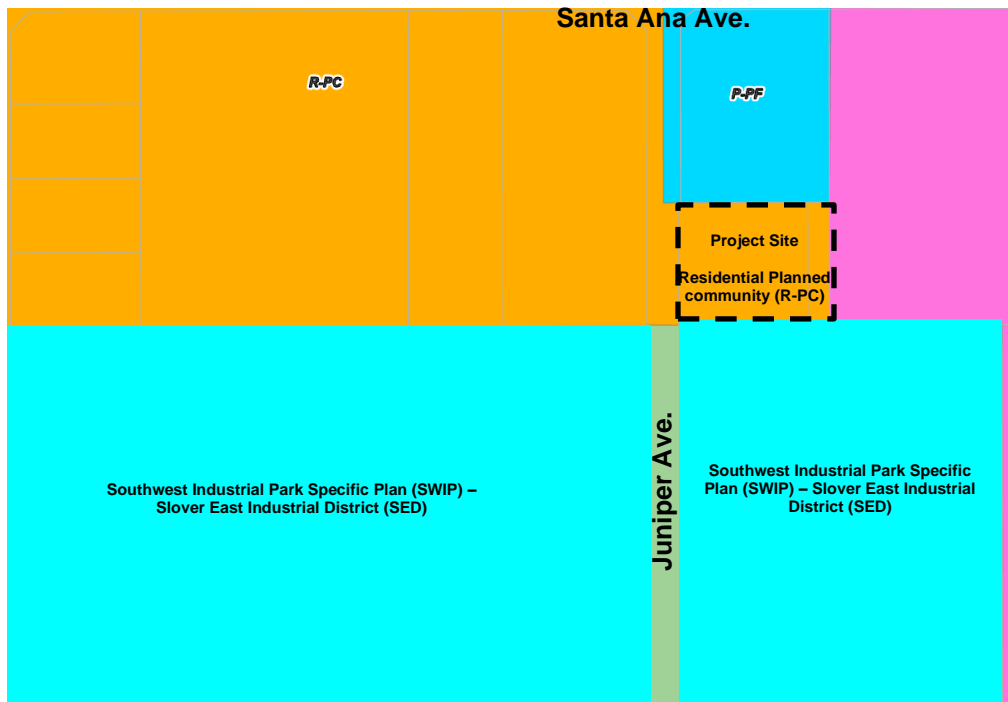 Santa Ana Ave.
R-PC
P-PF
Project Site
Residential Planned
community (R-PC)
Juniper Ave.
Southwest Industrial Park Specific Plan (SWIP) –
Slover East Industrial District (SED)
Southwest Industrial Park Specific
Plan (SWIP) – Slover East Industrial
District (SED)